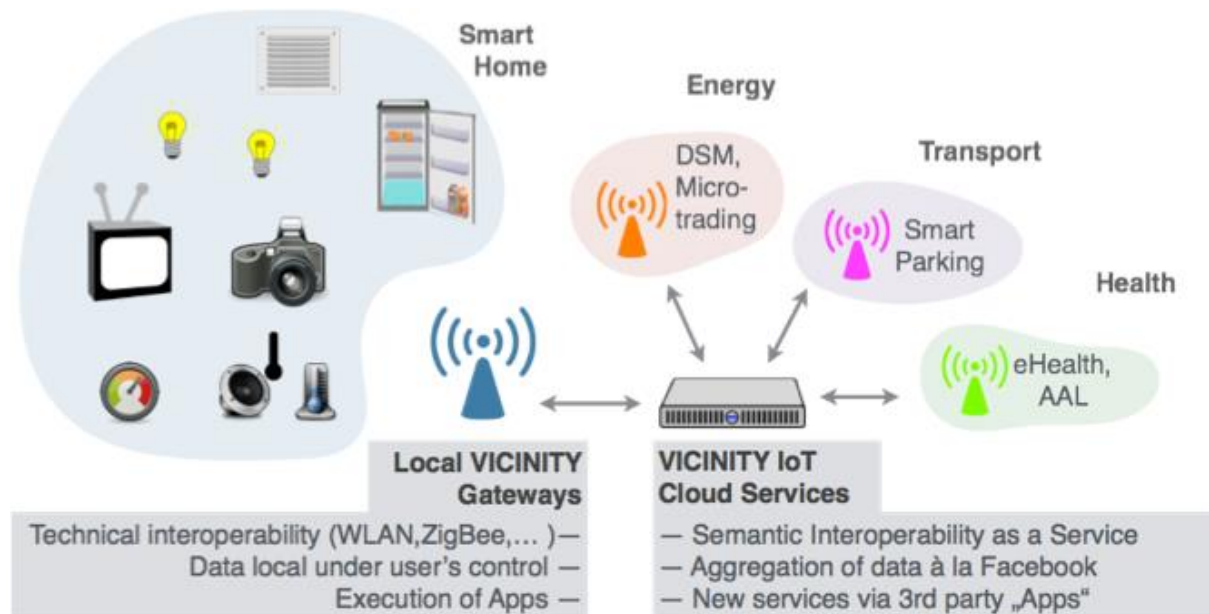 Smart
Home
Energy
DSM,
Micro-
trading
Transport
Smart
Parking
Health
eHealth,
AAL
Local VICINITY
Gateways
Technical interoperability (WLAN,ZigBee,… )—
Data local under user's control —
Execution of Apps —
VICINITY IoT
Cloud Services
— Semantic Interoperability as a Service
— Aggregation of data à la Facebook
— New services via 3rd party „Apps“